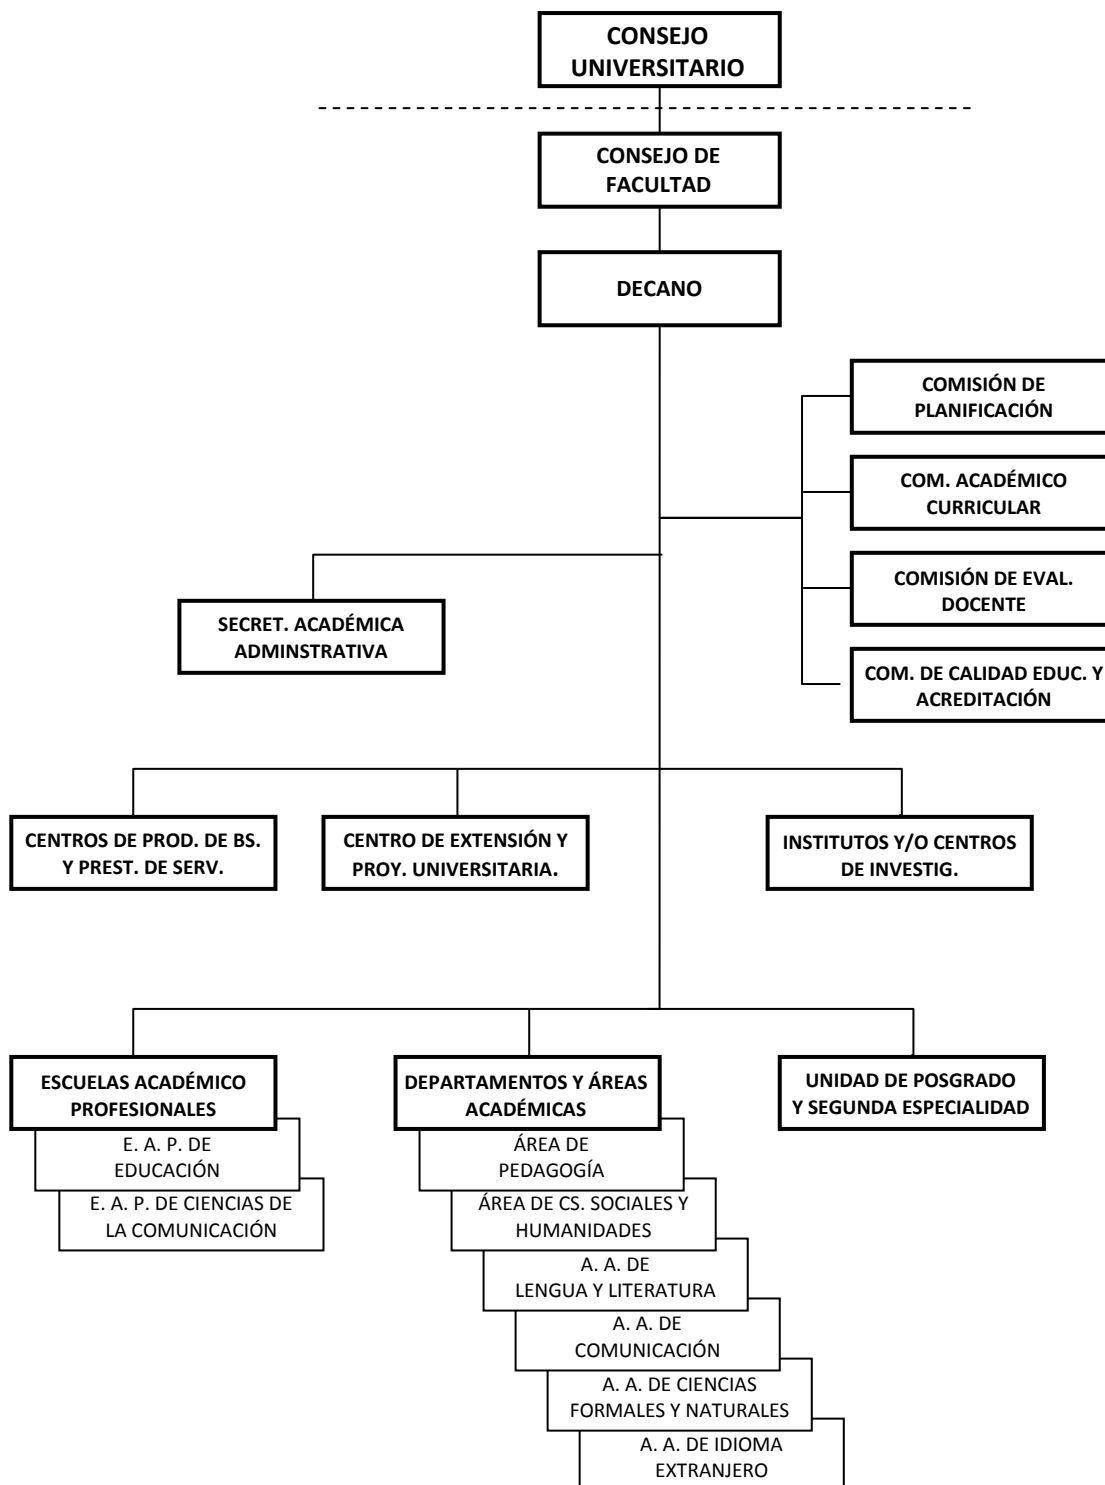 CONSEJO
UNIVERSITARIO
CONSEJO DE
FACULTAD
DECANO
COMISIÓN DE
PLANIFICACIÓN
COM. ACADÉMICO
CURRICULAR
COMISIÓN DE EVAL.
DOCENTE
COM. DE CALIDAD EDUC. Y
ACREDITACIÓN
SECRET. ACADÉMICA
ADMINSTRATIVA
CENTROS DE PROD. DE BS.
Y PREST. DE SERV.
CENTRO DE EXTENSIÓN Y
PROY. UNIVERSITARIA.
INSTITUTOS Y/O CENTROS
DE INVESTIG.
ESCUELAS ACADÉMICO
PROFESIONALES
E. A. P. DE
EDUCACIÓN
E. A. P. DE CIENCIAS DE
LA COMUNICACIÓN
DEPARTAMENTOS Y ÁREAS
ACADÉMICAS
ÁREA DE
PEDAGOGÍA
ÁREA DE CS. SOCIALES Y
HUMANIDADES
A. A. DE
LENGUA Y LITERATURA
A. A. DE
COMUNICACIÓN
A. A. DE CIENCIAS
FORMALES Y NATURALES
A. A. DE IDIOMA
EXTRANJERO
UNIDAD DE POSGRADO
Y SEGUNDA ESPECIALIDAD